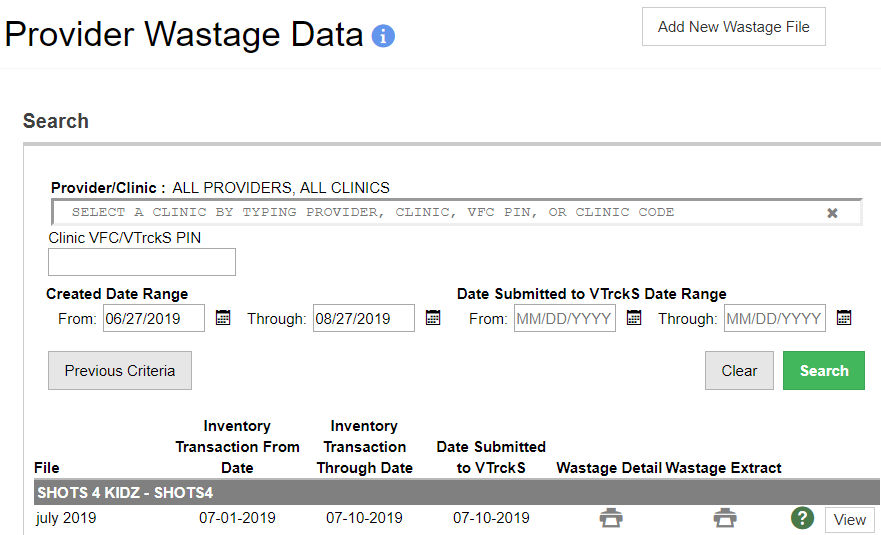 Provider Wastage Data
Add New Wastage File
Search
Provider/Clinic : ALL PROVIDERS, ALL CLINICS
SELECT A CLINIC BY TYPING PROVIDER, CLINIC, VFC PIN, OR CLINIC CODE
Clinic VFC/VTrckS PIN
Created Date Range Date Submitted to VTrckS Date Range
From: 06/27/2019 Through: 08/27/2019 From: MM/DD/YYYY Through: MM/DD/YYYY
Previous Criteria Clear Search
Inventory Inventory
Transaction From Transaction Date Submitted
File Date Through Date to VTrckS Wastage Detail Wastage Extract
SHOTS 4 KIDZ - SHOTS4
july 2019 07-01-2019 07-10-2019 07-10-2019 ? View